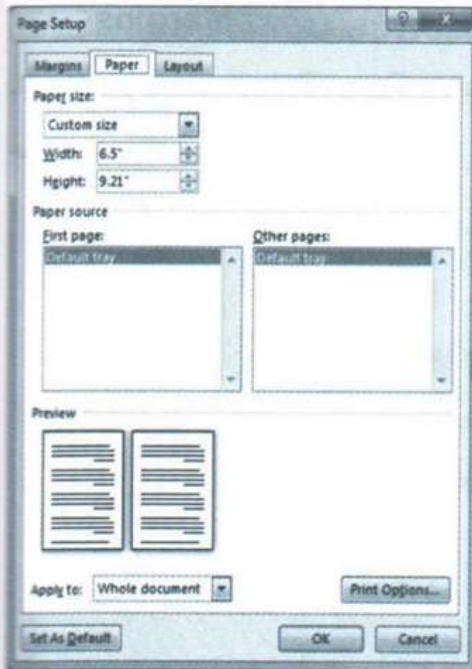 Page Setup
Margins Paper Layout
Paper size:
Custom size
Width: 6.5"
Height: 9.21"
Paper source
First page: Other pages:
Default tray Default tray
Preview
Apply to: Whole document Print Options...
Set As Default OK Cancel